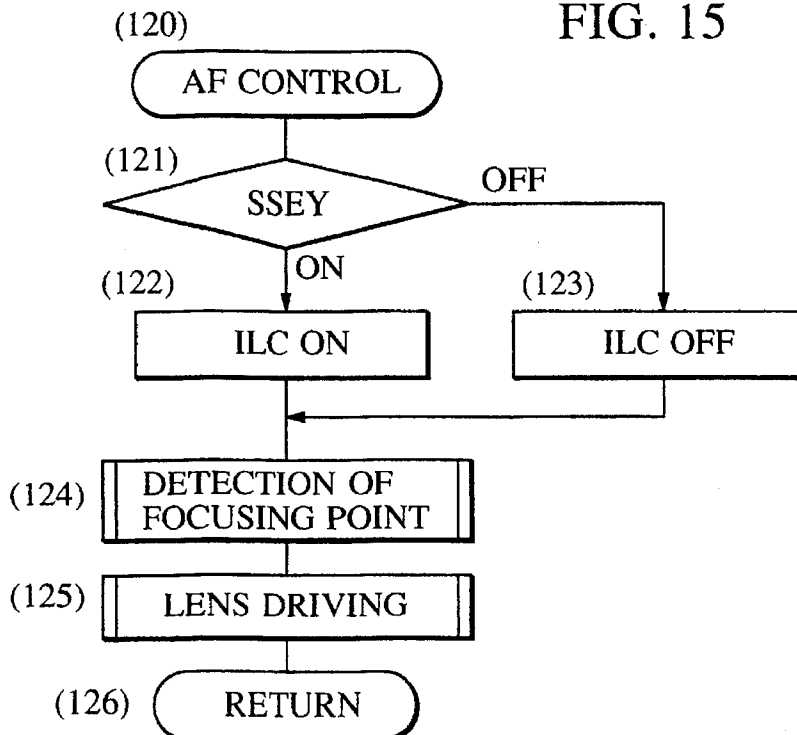 FIG. 15
(120)
AF CONTROL
(121)
SSEY
OFF
ON
(122)
ILC ON
(123)
ILC OFF
(124)
DETECTION OF
FOCUSING POINT
(125)
LENS DRIVING
(126)
RETURN